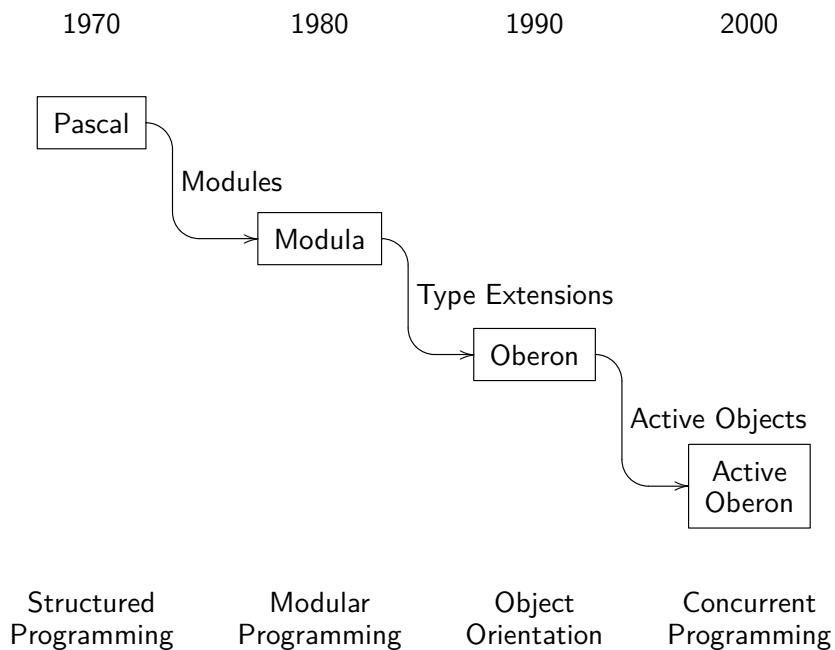 1970 1980 1990 2000
Pascal
Modules
Modula
Type Extensions
Oberon
Active Objects
Active
Oberon
Structured Modular Object Concurrent
Programming Programming Orientation Programming